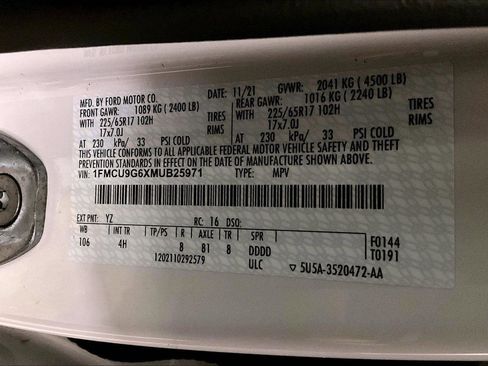 MFD. BY FORD MOTOR CO. 11/21 GVWR: 2041 KG ( 4500 LB)
FRONT GAWR: 1089 KG ( 2400 LB) REAR GAWR: 1016 KG ( 2240 LB)
WITH 225/65R17 102H TIRES WITH 225/65R17 102H TIRES
17x7.0J RIMS 17x7.0J RIMS
AT 230 kPa/ 33 PSI COLD AT 230 kPa/ 33 PSI COLD
THIS VEHICLE CONFORMS TO ALL APPLICABLE FEDERAL MOTOR VEHICLE SAFETY AND THEFT
PREVENTION STANDARDS IN EFFECT ON THE DATE OF MANUFACTURE SHOWN ABOVE.
VIN: 1FMCU9G6XMUB25971 TYPE: MPV
EXT PNT: YZ RC: 16 DSO:
WB INT TR TP/PS R AXLE TR SPR
106 4H 8 81 8 DDDD F0144
1202110292579 ULC T0191
▽ 5U5A-3520472-AA